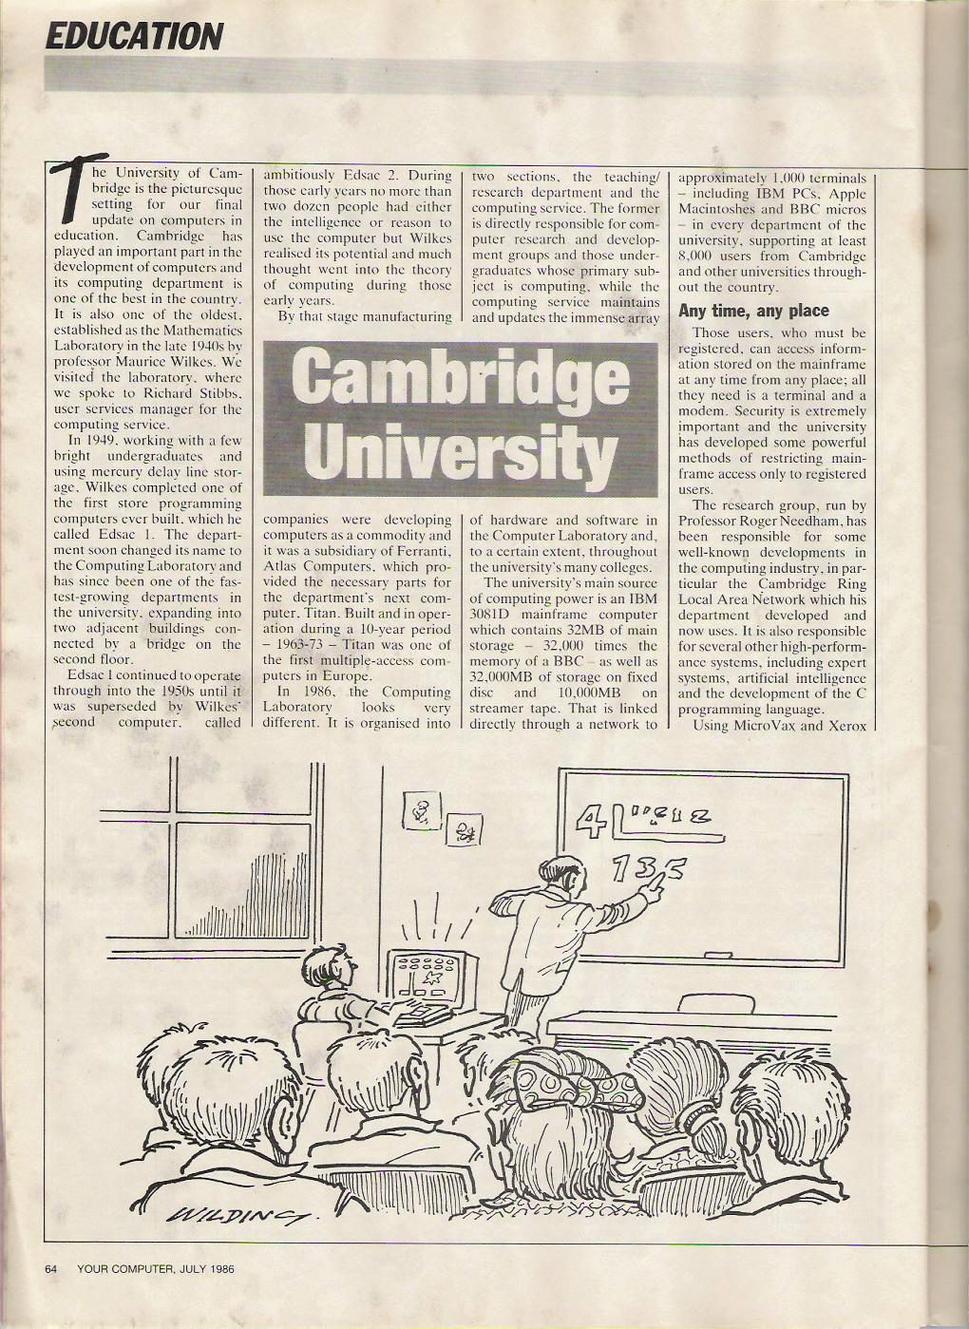 EDUCATION
The University of Cam-
bridge is the picturesque
setting for our final
update on computers in
education. Cambridge has
played an important part in the
development of computers and
its computing department is
one of the best in the country.
It is also one of the oldest,
established as the Mathematics
Laboratory in the late 1940s by
professor Maurice Wilkes. We
visited the laboratory, where
we spoke to Richard Stibbs,
user services manager for the
computing service.
In 1949, working with a few
bright undergraduates and
using mercury delay line stor-
age, Wilkes completed one of
the first store programming
computers ever built, which he
called Edsac 1. The depart-
ment soon changed its name to
the Computing Laboratory and
has since been one of the fas-
test-growing departments in
the university, expanding into
two adjacent buildings con-
nected by a bridge on the
second floor.
Edsac 1 continued to operate
through into the 1950s until it
was superseded by Wilkes'
second computer, called
ambitiously Edsac 2. During
those early years no more than
two dozen people had either
the intelligence or reason to
use the computer but Wilkes
realised its potential and much
thought went into the theory
of computing during those
early years.
By that stage manufacturing
Cambridge
University
companies were developing
computers as a commodity and
it was a subsidiary of Ferranti,
Atlas Computers, which pro-
vided the necessary parts for
the department's next com-
puter, Titan. Built and in oper-
ation during a 10-year period
– 1963-73 – Titan was one of
the first multiple-access com-
puters in Europe.
In 1986, the Computing
Laboratory looks very
different. It is organised into
two sections, the teaching/
research department and the
computing service. The former
is directly responsible for com-
puter research and develop-
ment groups and those under-
graduates whose primary sub-
ject is computing, while the
computing service maintains
and updates the immense array
of hardware and software in
the Computer Laboratory and,
to a certain extent, throughout
the university's many colleges.
The university's main source
of computing power is an IBM
3081D mainframe computer
which contains 32MB of main
storage – 32,000 times the
memory of a BBC – as well as
32,000MB of storage on fixed
disc and 10,000MB on
streamer tape. That is linked
directly through a network to
approximately 1,000 terminals
– including IBM PCs, Apple
Macintoshes and BBC micros
– in every department of the
university, supporting at least
8,000 users from Cambridge
and other universities through-
out the country.
Any time, any place
Those users, who must be
registered, can access inform-
ation stored on the mainframe
at any time from any place; all
they need is a terminal and a
modem. Security is extremely
important and the university
has developed some powerful
methods of restricting main-
frame access only to registered
users.
The research group, run by
Professor Roger Needham, has
been responsible for some
well-known developments in
the computing industry, in par-
ticular the Cambridge Ring
Local Area Network which his
department developed and
now uses. It is also responsible
for several other high-perform-
ance systems, including expert
systems, artificial intelligence
and the development of the C
programming language.
Using MicroVax and Xerox
135
WILDING.
64 YOUR COMPUTER, JULY 1986